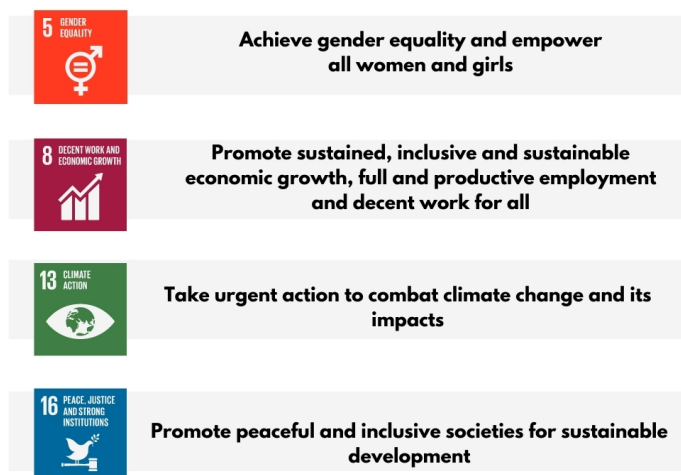 5 GENDER
EQUALITY
Achieve gender equality and empower
all women and girls
8 DECENT WORK AND
ECONOMIC GROWTH
Promote sustained, inclusive and sustainable
economic growth, full and productive employment
and decent work for all
13 CLIMATE
ACTION
Take urgent action to combat climate change and its
impacts
16 PEACE, JUSTICE
AND STRONG
INSTITUTIONS
Promote peaceful and inclusive societies for sustainable
development